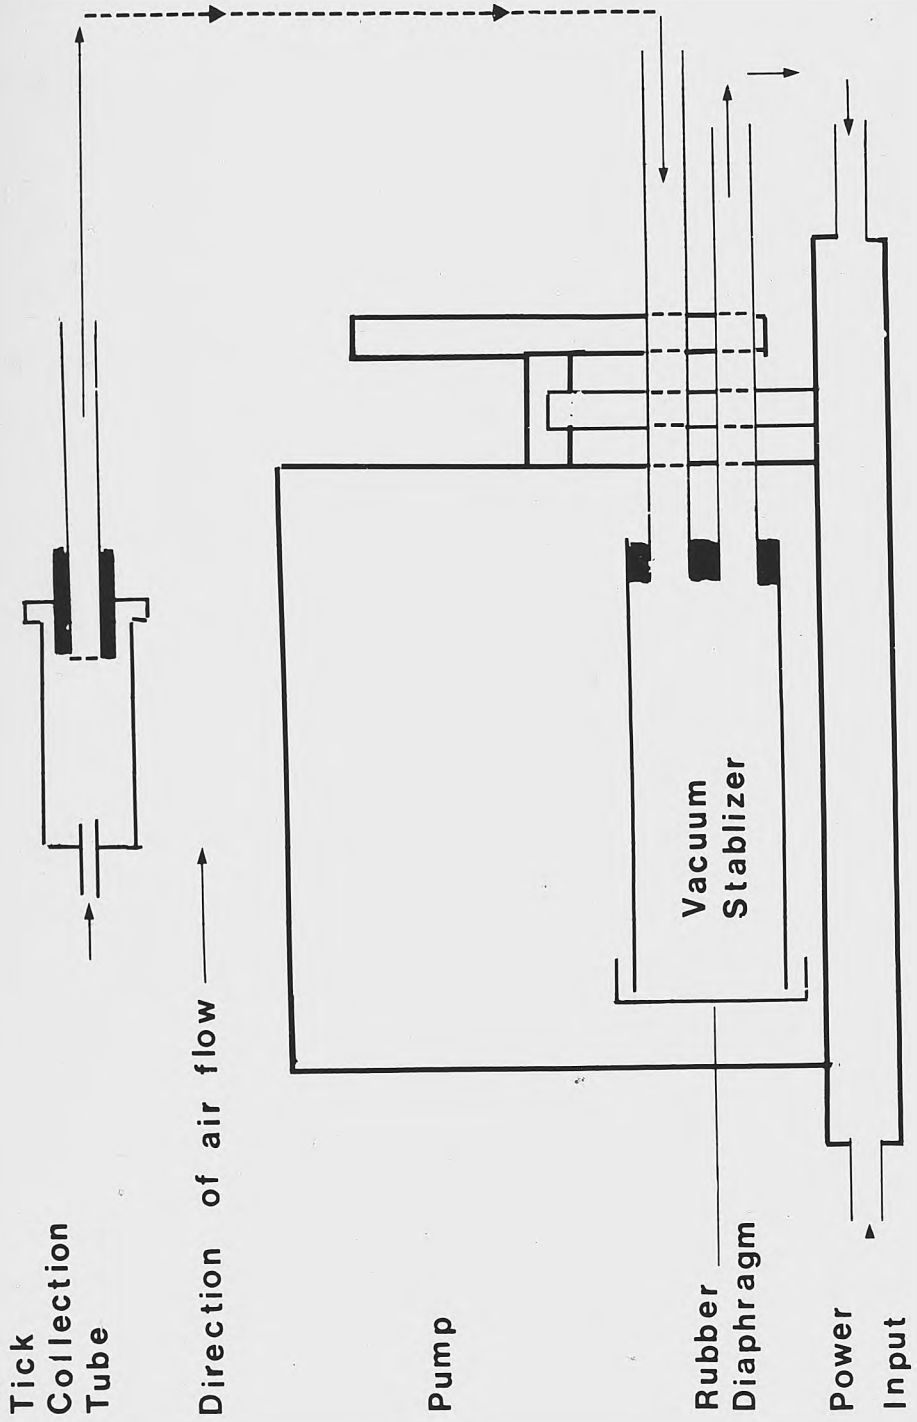 Tick
Collection
Tube
Direction of air flow
Pump
Vacuum
Stablizer
Rubber
Diaphragm
Power
Input